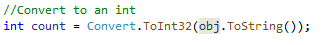 //Convert to an int
int count = Convert.ToInt32(obj.ToString());